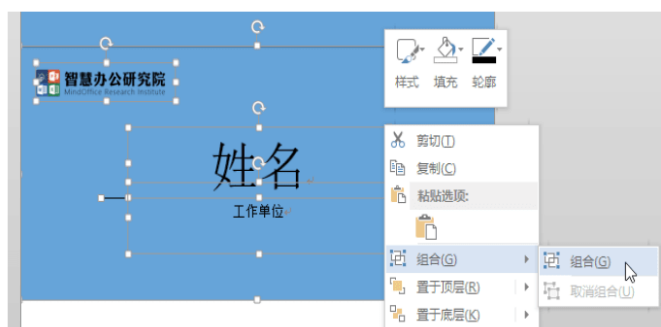 智慧办公研究院
MindOffice Research Institute
姓名
工作单位
样式 填充 轮廓
剪切(T)
复制(C)
粘贴选项:
组合(G)
组合(G)
置于顶层(R)
取消组合(U)
置于底层(K)